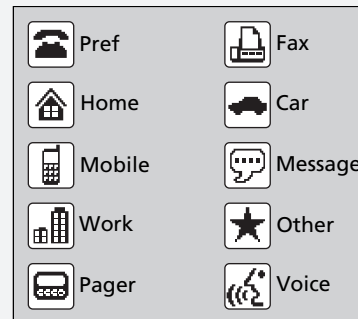 Pref
Fax
Home
Car
Mobile
Message
Work
Other
Pager
Voice